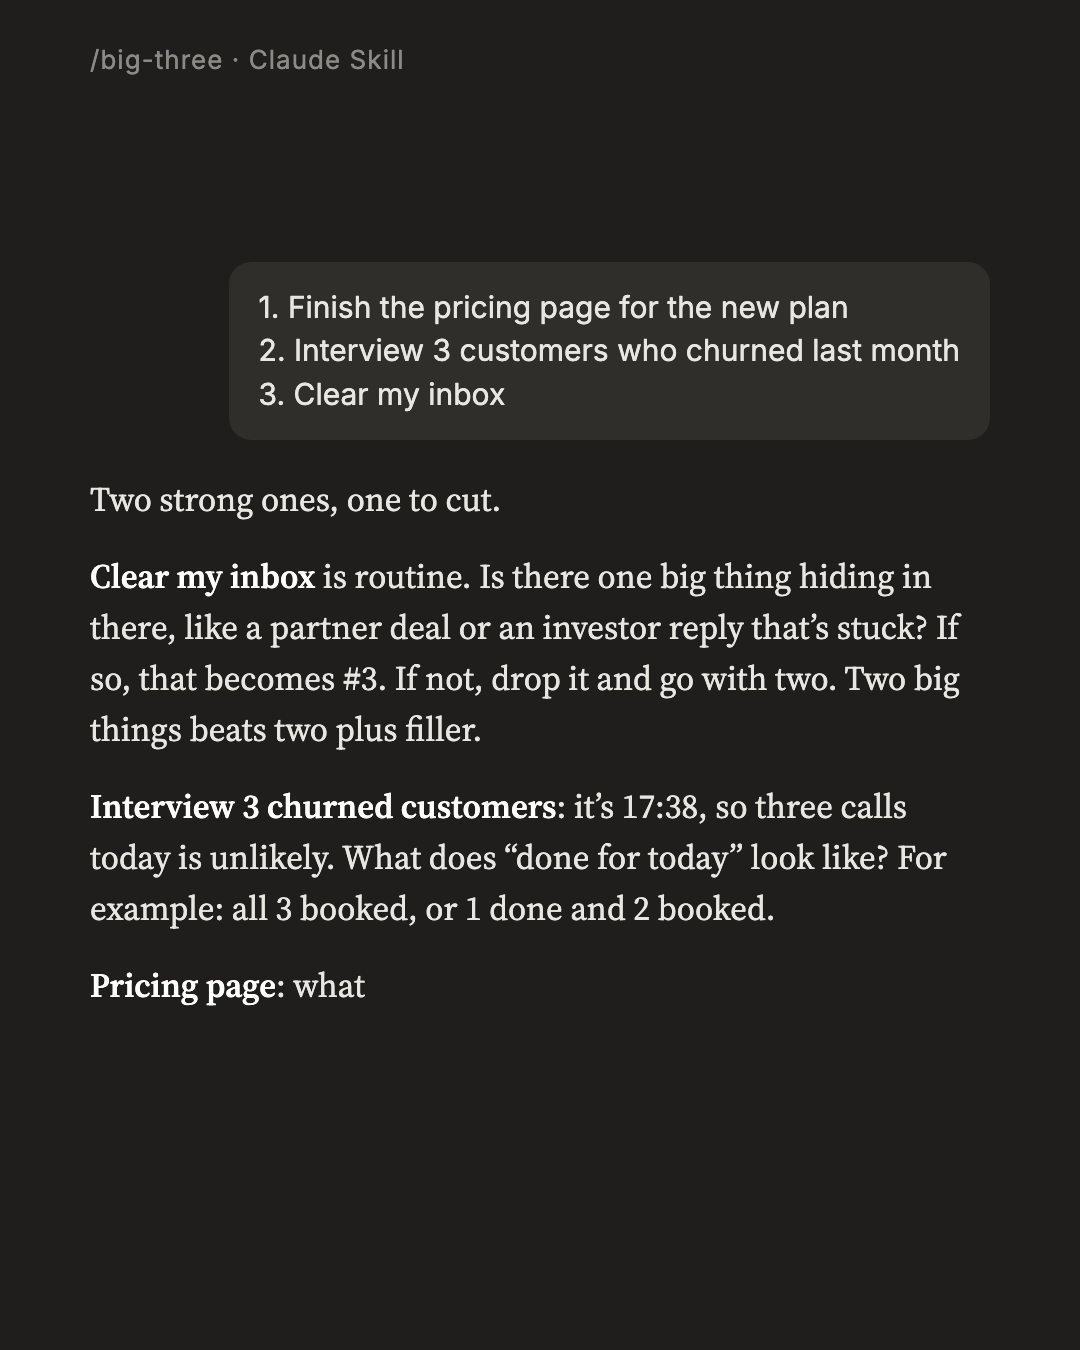 /big-three · Claude Skill
1. Finish the pricing page for the new plan
2. Interview 3 customers who churned last month
3. Clear my inbox
Two strong ones, one to cut.
Clear my inbox is routine. Is there one big thing hiding in
there, like a partner deal or an investor reply that’s stuck? If
so, that becomes #3. If not, drop it and go with two. Two big
things beats two plus filler.
Interview 3 churned customers: it’s 17:38, so three calls
today is unlikely. What does “done for today” look like? For
example: all 3 booked, or 1 done and 2 booked.
Pricing page: what